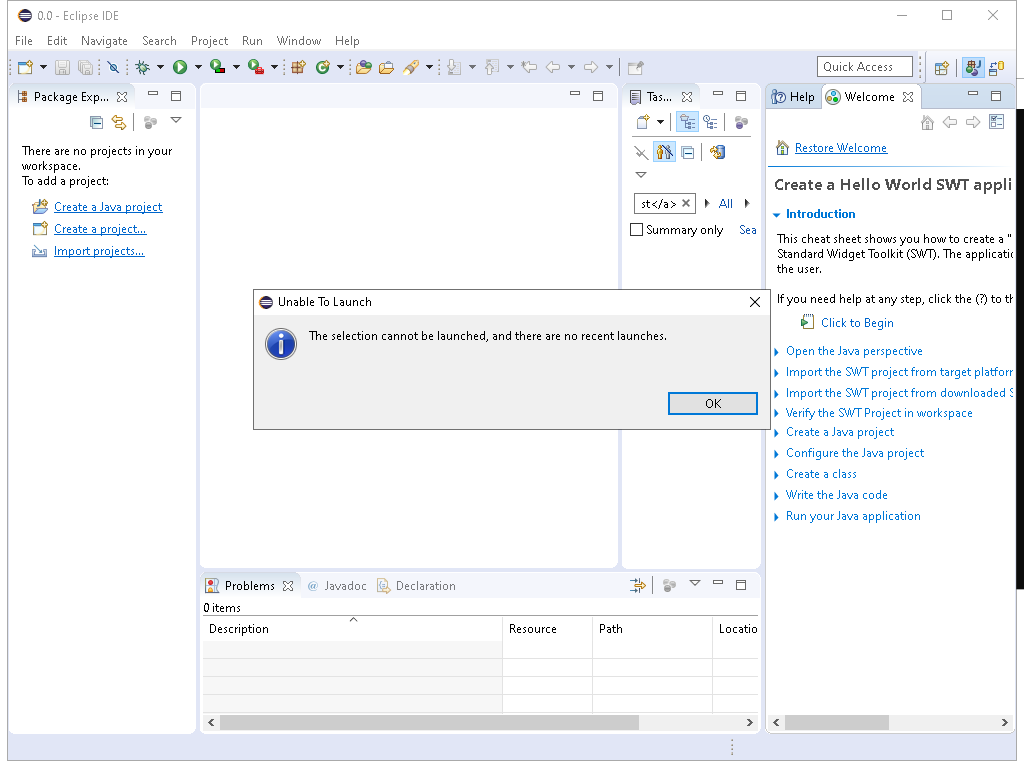 0.0 - Eclipse IDE
File Edit Navigate Search Project Run Window Help
Quick Access
Package Exp...
There are no projects in your
workspace.
To add a project:
Create a Java project
Create a project...
Import projects...
Tas...
st</a>
All
Summary only
Sea
Help
Welcome
Restore Welcome
Create a Hello World SWT appli
Introduction
This cheat sheet shows you how to create a "
Standard Widget Toolkit (SWT). The applicatic
the user.
If you need help at any step, click the (?) to th
Click to Begin
Open the Java perspective
Import the SWT project from target platforr
Import the SWT project from downloaded S
Verify the SWT Project in workspace
Create a Java project
Configure the Java project
Create a class
Write the Java code
Run your Java application
Unable To Launch
The selection cannot be launched, and there are no recent launches.
OK
Problems
@ Javadoc
Declaration
0 items
Description Resource Path Locatio